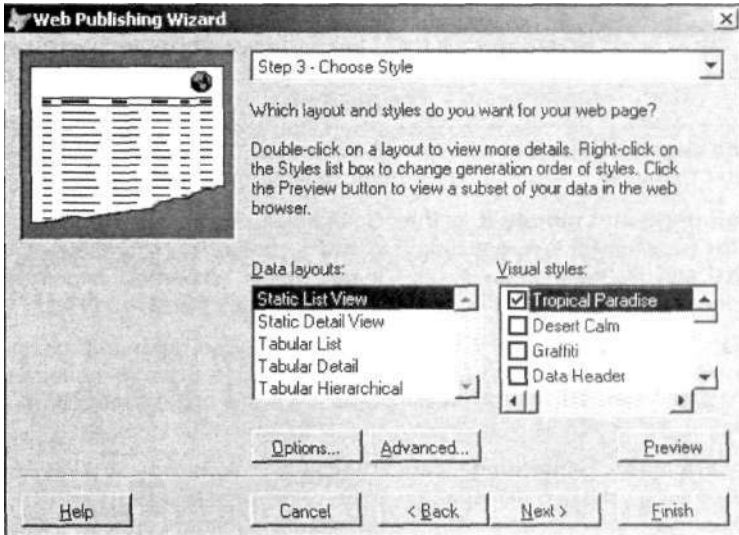 Web Publishing Wizard
Step 3 - Choose Style
Which layout and styles do you want for your web page?
Double-click on a layout to view more details. Right-click on
the Styles list box to change generation order of styles. Click
the Preview button to view a subset of your data in the web
browser.
Data layouts:
Visual styles:
Static List View
Static Detail View
Tabular List
Tabular Detail
Tabular Hierarchical
Tropical Paradise
Desert Calm
Graffiti
Data Header
Options...
Advanced...
Preview
Help
Cancel
< Back
Next >
Finish